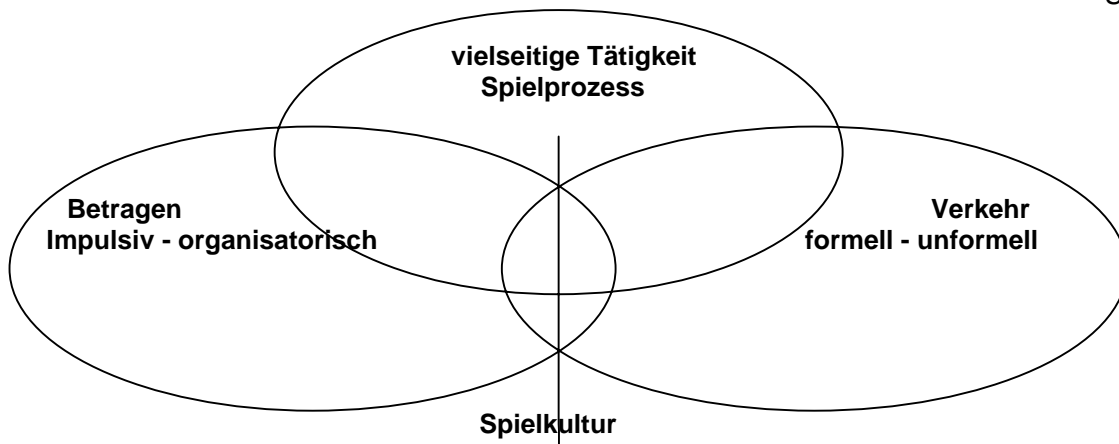 vielseitige Tätigkeit
Spielprozess
Betragen
Impulsiv - organisatorisch
Verkehr
formell - unformell
Spielkultur